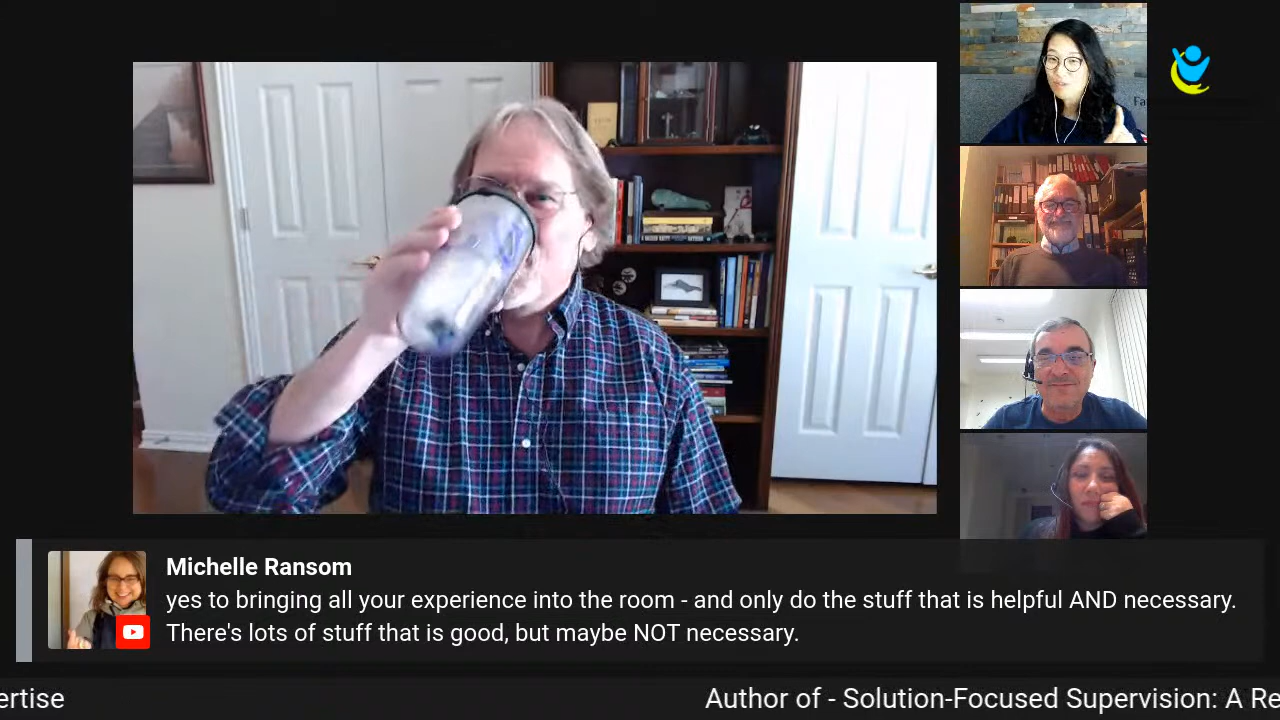 Fa
Michelle Ransom
yes to bringing all your experience into the room - and only do the stuff that is helpful AND necessary.
There's lots of stuff that is good, but maybe NOT necessary.
ertise Author of - Solution-Focused Supervision: A Re